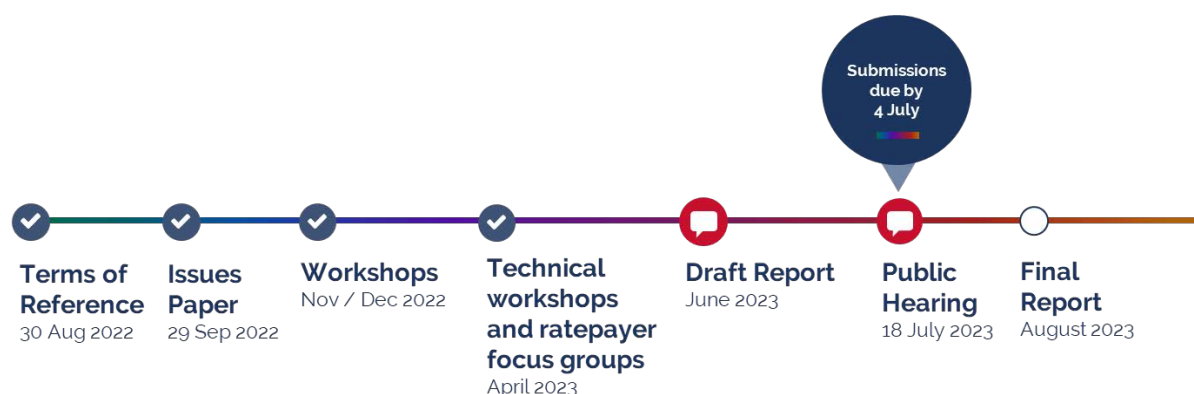 Submissions
due by
4 July
Terms of
Reference
30 Aug 2022
Issues
Paper
29 Sep 2022
Workshops
Nov / Dec 2022
Technical
workshops
and ratepayer
focus groups
April 2023
Draft Report
June 2023
Public
Hearing
18 July 2023
Final
Report
August 2023